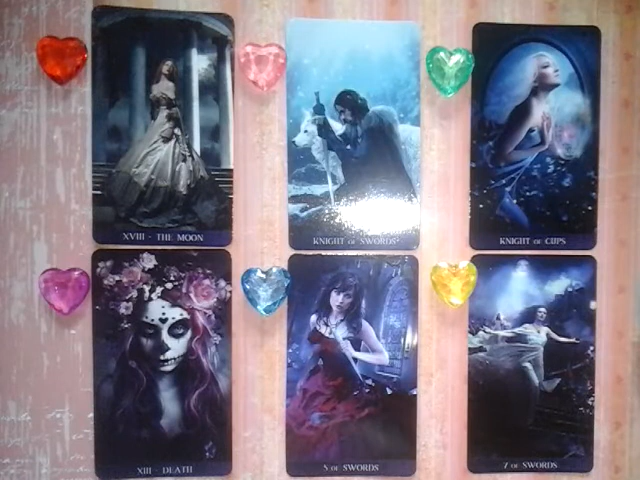 XVIII - THE MOON
KNIGHT OF SWORDS
KNIGHT OF CUPS
XIII - DEATH
5 OF SWORDS
7 OF SWORDS